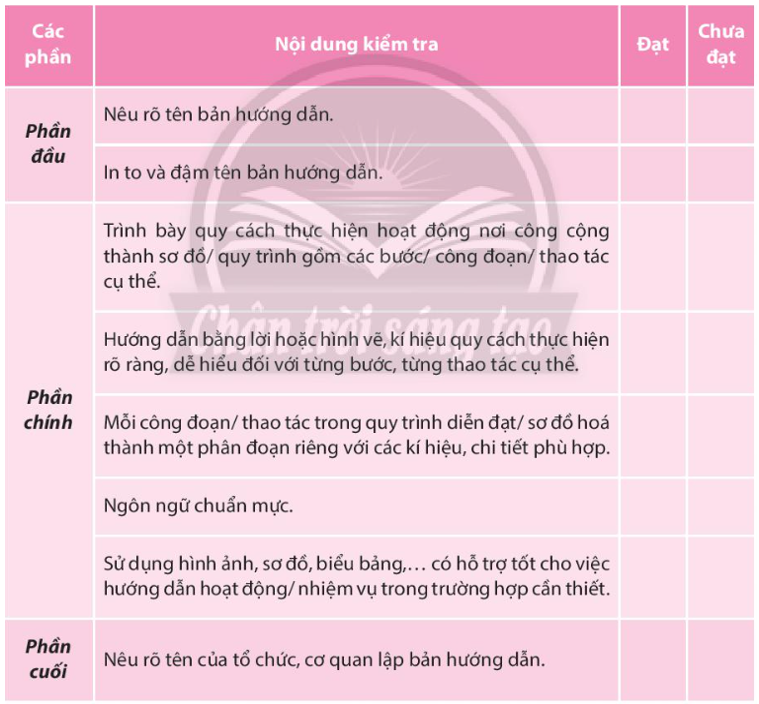 Các
phần
Nội dung kiểm tra
Đạt
Chưa
đạt
Phần
đầu
Nêu rõ tên bản hướng dẫn.
In to và đậm tên bản hướng dẫn.
Phần
chính
Trình bày quy cách thực hiện hoạt động nơi công cộng
thành sơ đồ/ quy trình gồm các bước/ công đoạn/ thao tác
cụ thể.
Hướng dẫn bằng lời hoặc hình vẽ, kí hiệu quy cách thực hiện
rõ ràng, dễ hiểu đối với từng bước, từng thao tác cụ thể.
Mỗi công đoạn/ thao tác trong quy trình diễn đạt/ sơ đồ hoá
thành một phân đoạn riêng với các kí hiệu, chi tiết phù hợp.
Ngôn ngữ chuẩn mực.
Sử dụng hình ảnh, sơ đồ, biểu bảng,… có hỗ trợ tốt cho việc
hướng dẫn hoạt động/ nhiệm vụ trong trường hợp cần thiết.
Phần
cuối
Nêu rõ tên của tổ chức, cơ quan lập bản hướng dẫn.
Chân trời sáng tạo